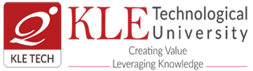 KLE Technological
University
Creating Value
Leveraging Knowledge
KLE TECH